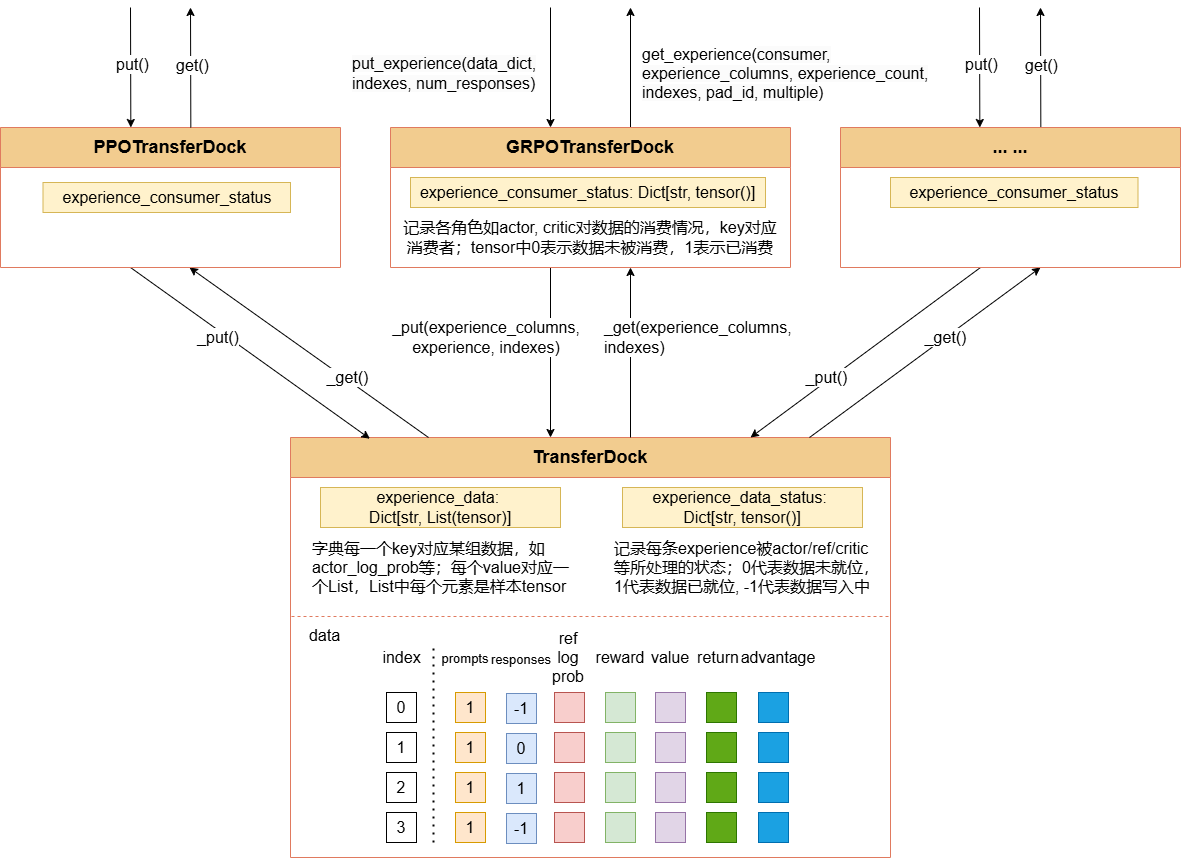 put()
get()
put_experience(data_dict,
indexes, num_responses)
get_experience(consumer,
experience_columns, experience_count,
indexes, pad_id, multiple)
put()
get()
PPOTransferDock
experience_consumer_status
GRPOTransferDock
experience_consumer_status: Dict[str, tensor()]
记录各角色如actor, critic对数据的消费情况，key对应
消费者；tensor中0表示数据未被消费，1表示已消费
... ...
experience_consumer_status
_put()
_get()
_put(experience_columns,
experience, indexes)
_get(experience_columns,
indexes)
_put()
_get()
TransferDock
experience_data:
Dict[str, List(tensor)]
字典每一个key对应某组数据，如
actor_log_prob等；每个value对应一
个List，List中每个元素是样本tensor
experience_data_status:
Dict[str, tensor()]
记录每条experience被actor/ref/critic
等所处理的状态；0代表数据未就位，
1代表数据已就位, -1代表数据写入中
data
index
prompts
responses
ref
log
prob
reward
value
return
advantage
0 1 -1
1 1 0
2 1 1
3 1 -1